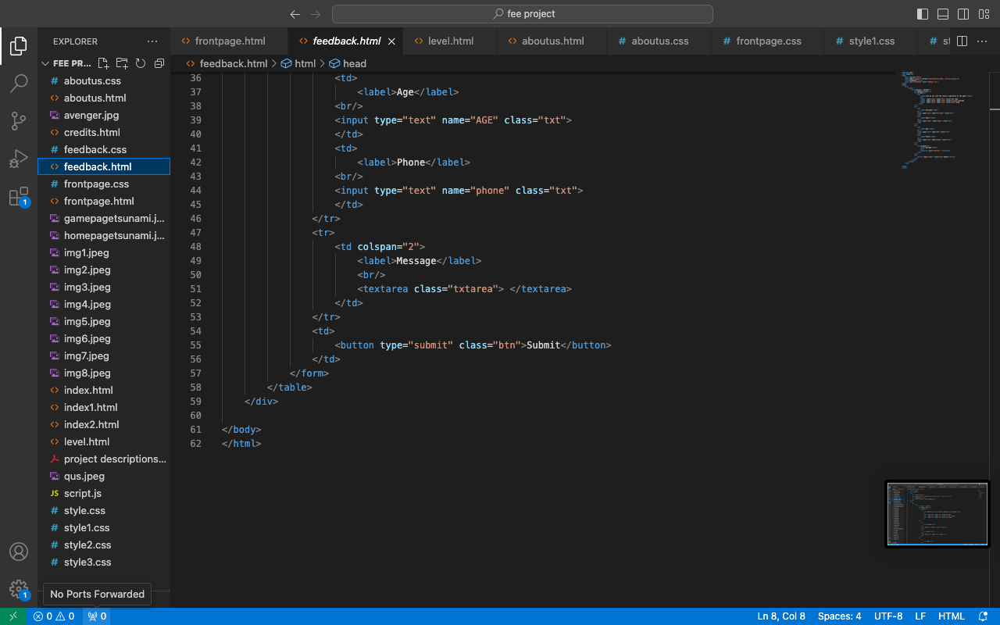 fee project
EXPLORER
frontpage.html
feedback.html
level.html
aboutus.html
# aboutus.css
# frontpage.css
# style1.css
# st
FEE PR...
feedback.html > html > head
# aboutus.css
aboutus.html
avenger.jpg
credits.html
# feedback.css
feedback.html
# frontpage.css
frontpage.html
gamepagetsunami.j...
homepagetsunami.j...
img1.jpeg
img2.jpeg
img3.jpeg
img4.jpeg
img5.jpeg
img6.jpeg
img7.jpeg
img8.jpeg
index.html
index1.html
index2.html
level.html
project descriptions...
qus.jpeg
JS script.js
# style.css
# style1.css
# style2.css
# style3.css
1
1
36 <td>
37 <label>Age</label>
38 <br/>
39 <input type="text" name="AGE" class="txt">
40 </td>
41 <td>
42 <label>Phone</label>
43 <br/>
44 <input type="text" name="phone" class="txt">
45 </td>
46 </tr>
47 <tr>
48 <td colspan="2">
49 <label>Message</label>
50 <br/>
51 <textarea class="txtarea"> </textarea>
52 </td>
53 </tr>
54 <td>
55 <button type="submit" class="btn">Submit</button>
56 </td>
57 </form>
58 </table>
59 </div>
60
61 </body>
62 </html>
No Ports Forwarded
0 0 0
Ln 8, Col 8 Spaces: 4 UTF-8 LF HTML